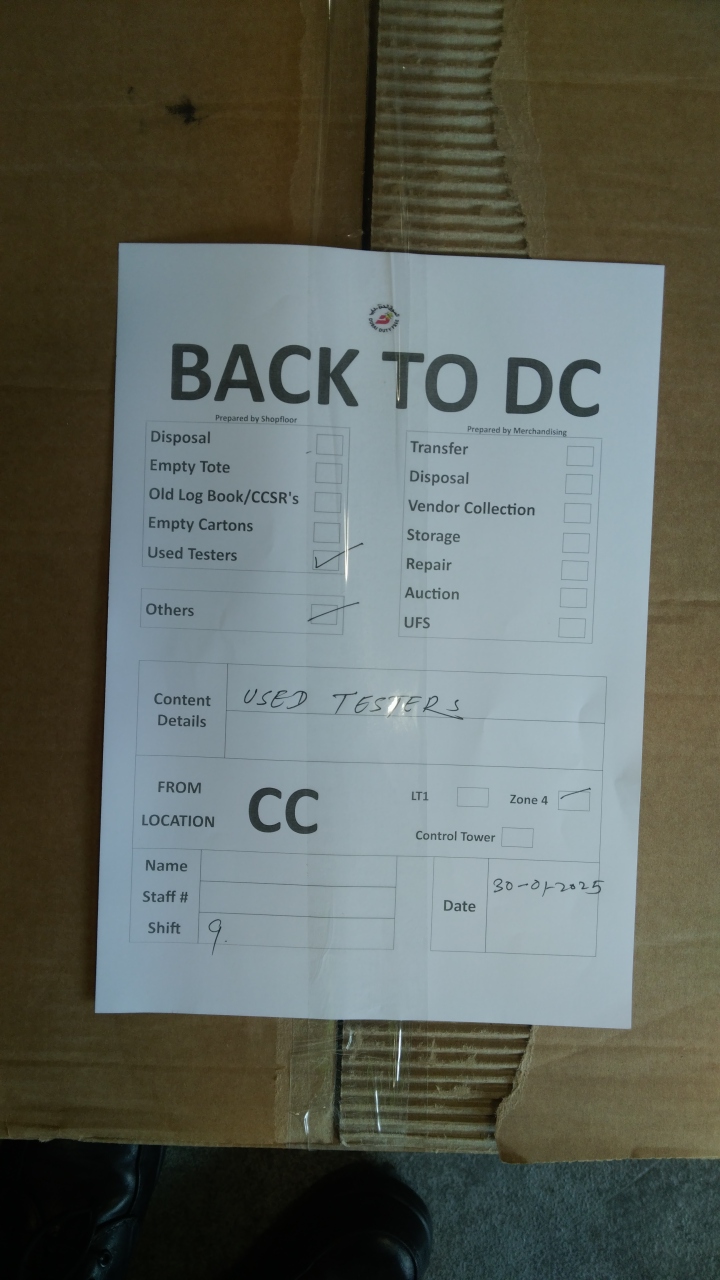 BACK TO DC
Prepared by Shopfloor
Disposal
Empty Tote
Old Log Book/CCSR's
Empty Cartons
Used Testers
Others
Prepared by Merchandising
Transfer
Disposal
Vendor Collection
Storage
Repair
Auction
UFS
Content
Details
USED TESTERS
FROM
LOCATION
CC
LT1
Zone 4
Control Tower
Name
Staff #
Shift
9.
Date
30-01-2025